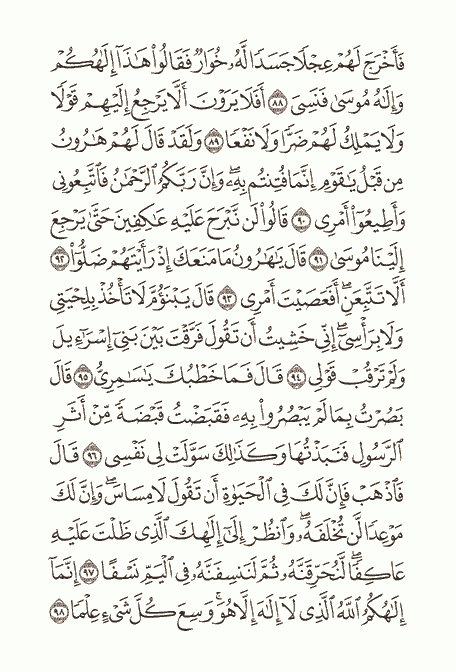 فَأَخْرَجَ لَهُمْ عِجْلًا جَسَدًا لَّهُۥ خُوَارٌ فَقَالُوا۟ هَـٰذَآ إِلَـٰهُكُمْ
وَإِلَـٰهُ مُوسَىٰ فَنَسِىَ ٨٨ أَفَلَا يَرَوْنَ أَلَّا يَرْجِعُ إِلَيْهِمْ قَوْلًا
وَلَا يَمْلِكُ لَهُمْ ضَرًّا وَلَا نَفْعًا ٨٩ وَلَقَدْ قَالَ لَهُمْ هَـٰرُونُ
مِن قَبْلُ يَـٰقَوْمِ إِنَّمَا فُتِنتُم بِهِۦ ۖ وَإِنَّ رَبَّكُمُ ٱلرَّحْمَـٰنُ فَٱتَّبِعُونِى
وَأَطِيعُوٓا۟ أَمْرِى ٩٠ قَالُوا۟ لَن نَّبْرَحَ عَلَيْهِ عَـٰكِفِينَ حَتَّىٰ يَرْجِعَ
إِلَيْنَا مُوسَىٰ ٩١ قَالَ يَـٰهَـٰرُونُ مَا مَنَعَكَ إِذْ رَأَيْتَهُمْ ضَلُّوٓا۟ ٩٢
أَلَّا تَتَّبِعَنِ ۖ أَفَعَصَيْتَ أَمْرِى ٩٣ قَالَ يَبْنَؤُمَّ لَا تَأْخُذْ بِلِحْيَتِى
وَلَا بِرَأْسِىٓ ۖ إِنِّى خَشِيتُ أَن تَقُولَ فَرَّقْتَ بَيْنَ بَنِىٓ إِسْرَٰٓءِيلَ
وَلَمْ تَرْقُبْ قَوْلِى ٩٤ قَالَ فَمَا خَطْبُكَ يَـٰسَـٰمِرِىُّ ٩٥ قَالَ
بَصُرْتُ بِمَا لَمْ يَبْصُرُوا۟ بِهِۦ فَقَبَضْتُ قَبْضَةً مِّنْ أَثَرِ
ٱلرَّسُولِ فَنَبَذْتُهَا وَكَذَٰلِكَ سَوَّلَتْ لِى نَفْسِى ٩٦ قَالَ
فَٱذْهَبْ فَإِنَّ لَكَ فِى ٱلْحَيَوٰةِ أَن تَقُولَ لَا مِسَاسَ ۖ وَإِنَّ لَكَ
مَوْعِدًا لَّن تُخْلَفَهُۥ ۖ وَٱنظُرْ إِلَىٰٓ إِلَـٰهِكَ ٱلَّذِى ظَلْتَ عَلَيْهِ
عَاكِفًا ۖ لَّنُحَرِّقَنَّهُۥ ثُمَّ لَنَنسِفَنَّهُۥ فِى ٱلْيَمِّ نَسْفًا ٩٧ إِنَّمَآ
إِلَـٰهُكُمُ ٱللَّهُ ٱلَّذِى لَآ إِلَـٰهَ إِلَّا هُوَ ۚ وَسِعَ كُلَّ شَىْءٍ عِلْمًا ٩٨